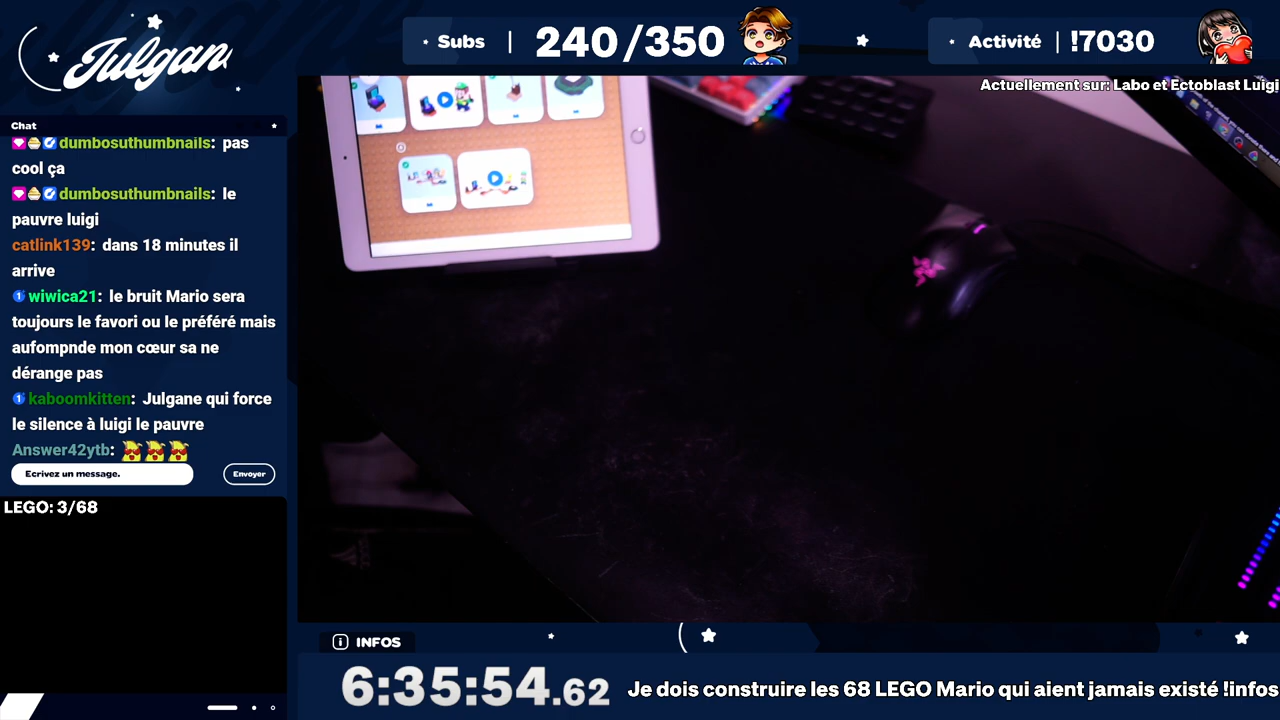 Julgane
Subs | 240/350
Activité | !7030
Actuellement sur: Labo et Ectoblast Luigi
Chat
dumbosuthumbnails: pas
cool ça
dumbosuthumbnails: le
pauvre luigi
catlink139: dans 18 minutes il
arrive
wiwica21: le bruit Mario sera
toujours le favori ou le préféré mais
aufompnde mon cœur sa ne
dérange pas
kaboomkitten: Julgane qui force
le silence à luigi le pauvre
Answer42ytb:
Ecrivez un message.
Envoyer
LEGO: 3/68
INFOS
6:35:54.62
Je dois construire les 68 LEGO Mario qui aient jamais existé !infos